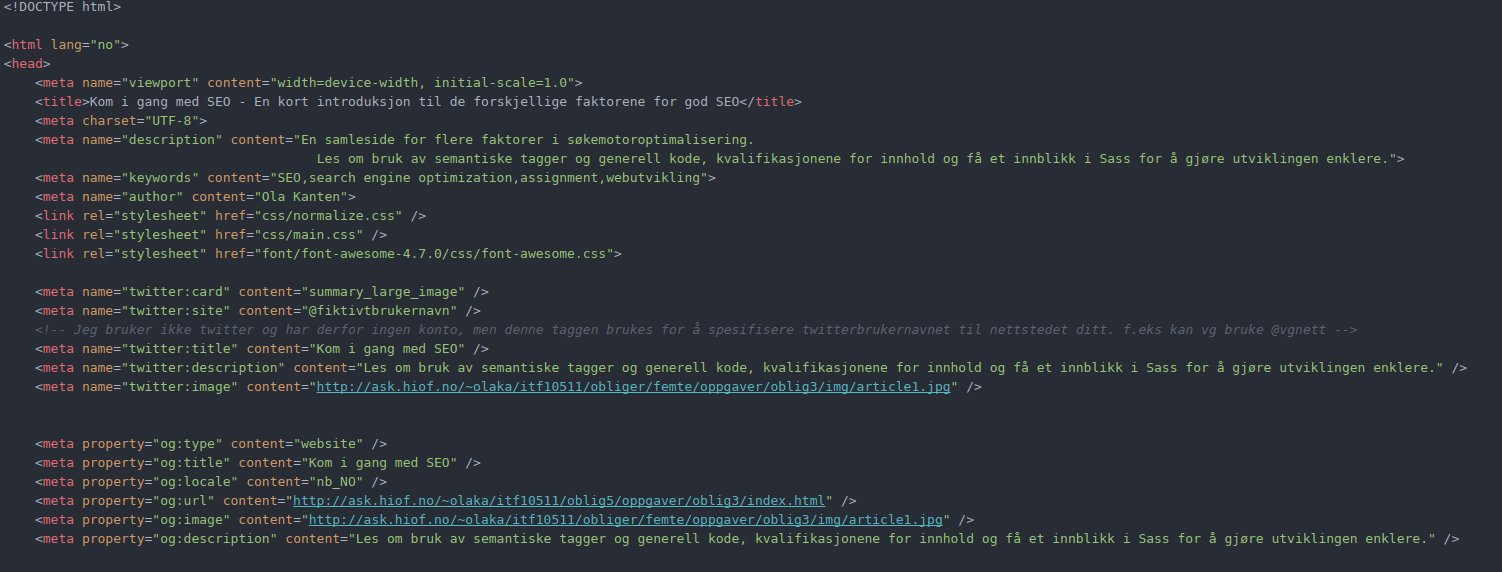 <!DOCTYPE html>
<html lang="no">
<head>
<meta name="viewport" content="width=device-width, initial-scale=1.0">
<title>Kom i gang med SEO - En kort introduksjon til de forskjellige faktorene for god SEO</title>
<meta charset="UTF-8">
<meta name="description" content="En samleside for flere faktorer i søkemotoroptimalisering.
Les om bruk av semantiske tagger og generell kode, kvalifikasjonene for innhold og få et innblikk i Sass for å gjøre utviklingen enklere.">
<meta name="keywords" content="SEO,search engine optimization,assignment,webutvikling">
<meta name="author" content="Ola Kanten">
<link rel="stylesheet" href="css/normalize.css" />
<link rel="stylesheet" href="css/main.css" />
<link rel="stylesheet" href="font/font-awesome-4.7.0/css/font-awesome.css">
<meta name="twitter:card" content="summary_large_image" />
<meta name="twitter:site" content="@fiktivtbrukernavn" />
<!-- Jeg bruker ikke twitter og har derfor ingen konto, men denne taggen brukes for å spesifisere twitterbrukernavnet til nettstedet ditt. f.eks kan vg bruke @vgnett -->
<meta name="twitter:title" content="Kom i gang med SEO" />
<meta name="twitter:description" content="Les om bruk av semantiske tagger og generell kode, kvalifikasjonene for innhold og få et innblikk i Sass for å gjøre utviklingen enklere." />
<meta name="twitter:image" content="http://ask.hiof.no/~olaka/itf10511/obliger/femte/oppgaver/oblig3/img/article1.jpg" />
<meta property="og:type" content="website" />
<meta property="og:title" content="Kom i gang med SEO" />
<meta property="og:locale" content="nb_NO" />
<meta property="og:url" content="http://ask.hiof.no/~olaka/itf10511/oblig5/oppgaver/oblig3/index.html" />
<meta property="og:image" content="http://ask.hiof.no/~olaka/itf10511/obliger/femte/oppgaver/oblig3/img/article1.jpg" />
<meta property="og:description" content="Les om bruk av semantiske tagger og generell kode, kvalifikasjonene for innhold og få et innblikk i Sass for å gjøre utviklingen enklere." />